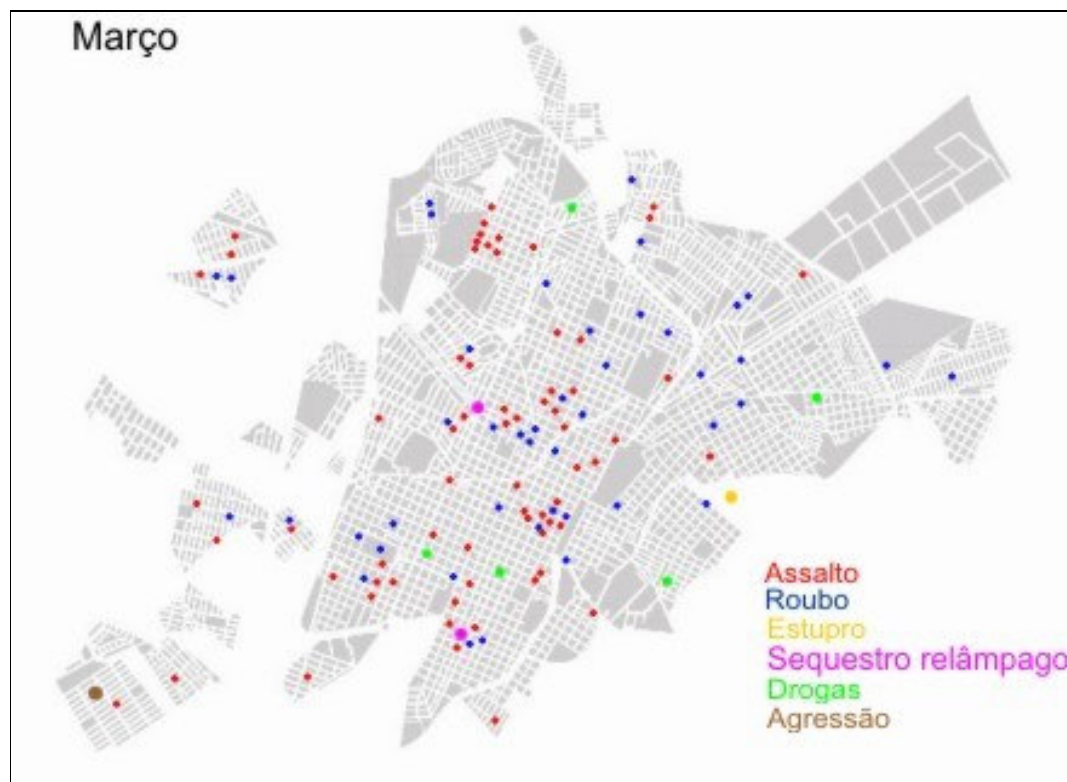 Março
Assalto
Roubo
Estupro
Sequestro relâmpago
Drogas
Agressão